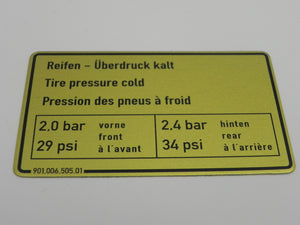 Reifen – Überdruck kalt
Tire pressure cold
Pression des pneus à froid
2.0 bar vorne
front
29 psi à l'avant
2.4 bar hinten
rear
34 psi à l'arrière
901.006.505.01